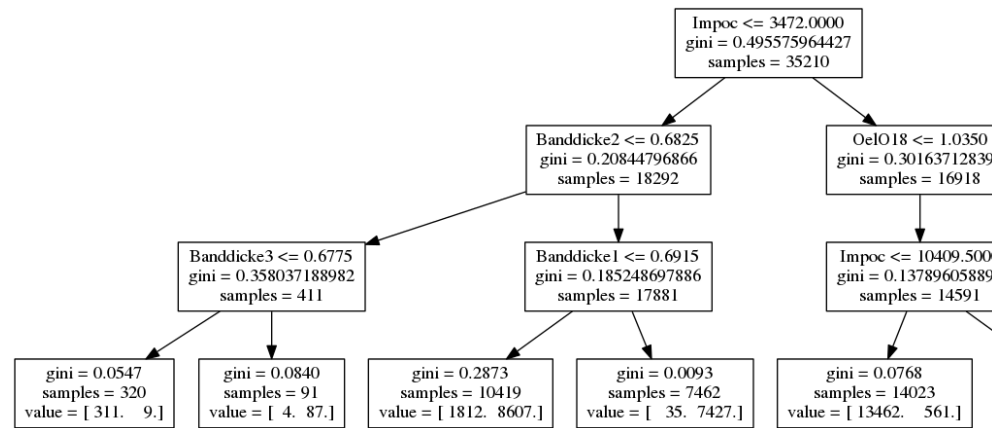 Impoc <= 3472.0000
gini = 0.495575964427
samples = 35210
Banddicke2 <= 0.6825
gini = 0.20844796866
samples = 18292
OelO18 <= 1.0350
gini = 0.30163712839
samples = 16918
Banddicke3 <= 0.6775
gini = 0.358037188982
samples = 411
Banddicke1 <= 0.6915
gini = 0.185248697886
samples = 17881
Impoc <= 10409.5000
gini = 0.13789605889
samples = 14591
gini = 0.0547
samples = 320
value = [ 311. 9.]
gini = 0.0840
samples = 91
value = [ 4. 87.]
gini = 0.2873
samples = 10419
value = [ 1812. 8607.]
gini = 0.0093
samples = 7462
value = [ 35. 7427.]
gini = 0.0768
samples = 14023
value = [ 13462. 561.]